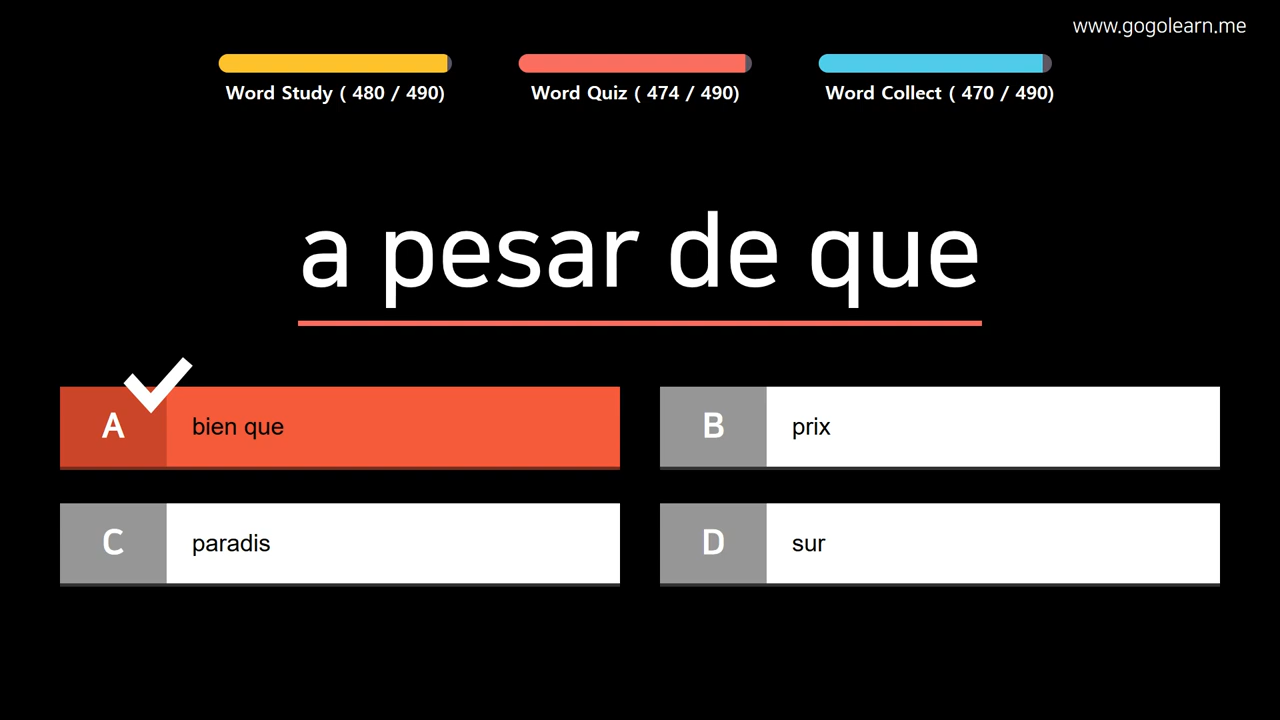 www.gogolearn.me
Word Study ( 480 / 490)
Word Quiz ( 474 / 490)
Word Collect ( 470 / 490)
a pesar de que
A bien que
B prix
C paradis
D sur